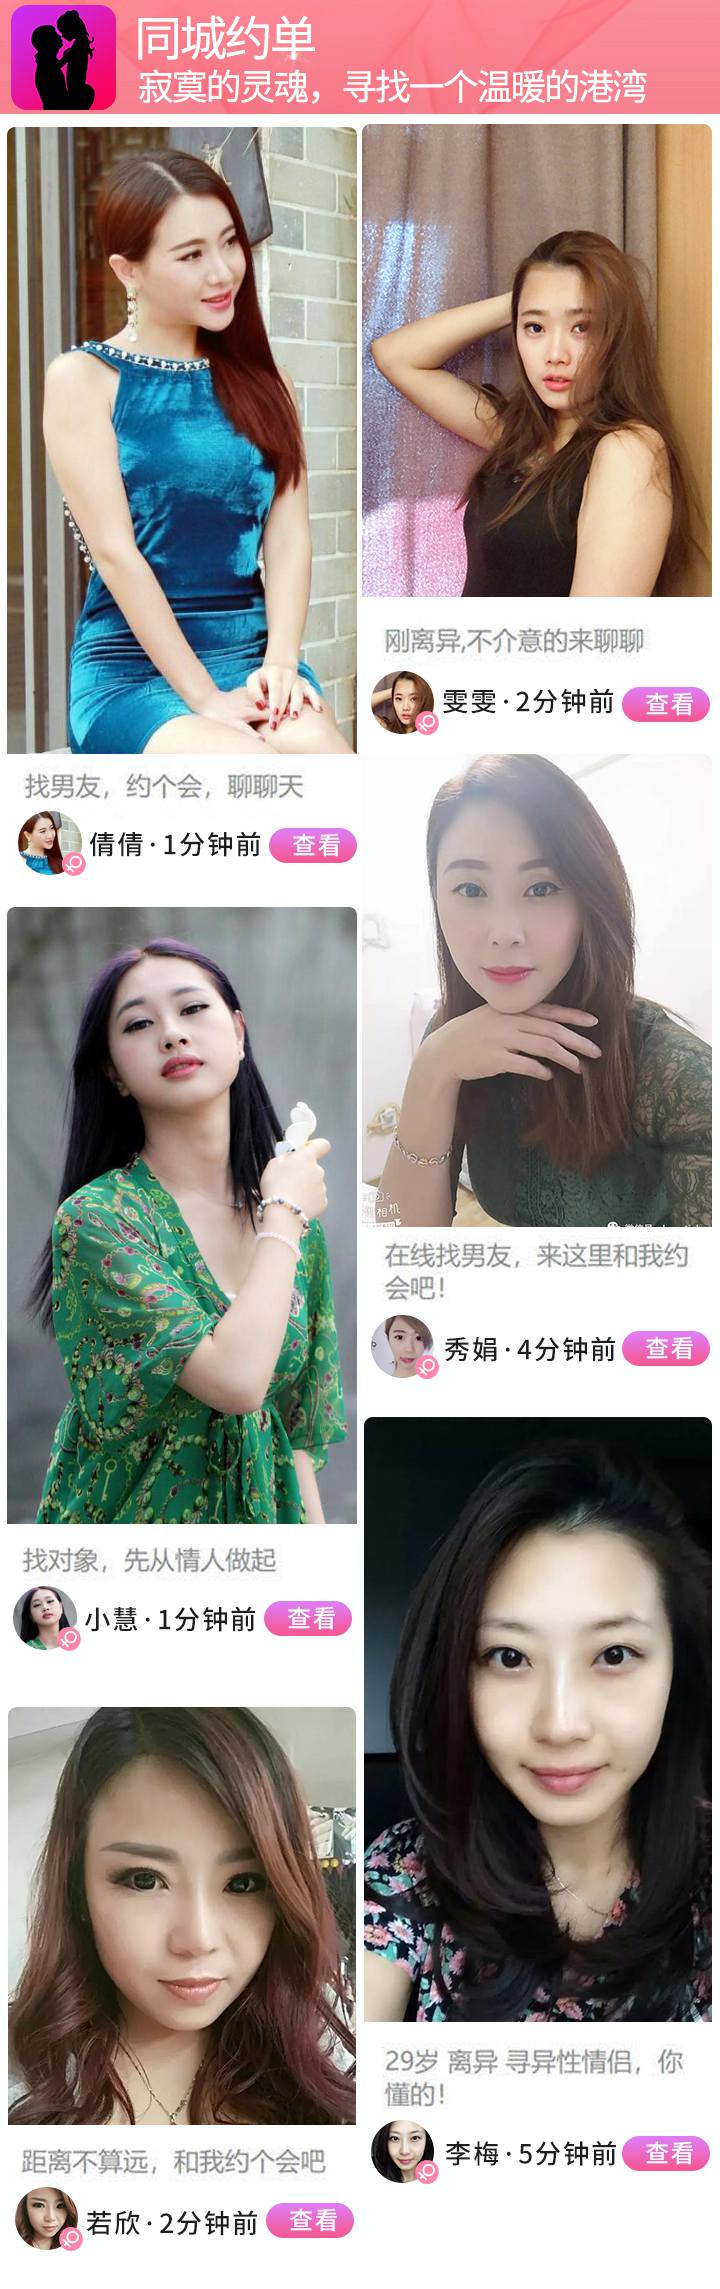 同城约单
寂寞的灵魂，寻找一个温暖的港湾
刚离异,不介意的来聊聊
雯雯·2分钟前
查看
找男友，约个会，聊聊天
倩倩·1分钟前
查看
相机
在线找男友，来这里和我约
会吧！
秀娟·4分钟前
查看
找对象，先从情人做起
小慧·1分钟前
查看
29岁 离异 寻异性情侣，你
懂的！
李梅·5分钟前
查看
距离不算远，和我约个会吧
若欣·2分钟前
查看